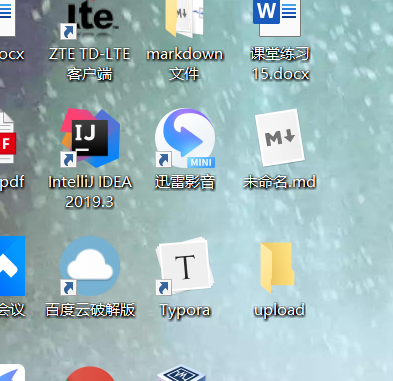 lte
ocx
ZTE TD-LTE
客户端
markdown
文件
W
课堂练习
15.docx
F
pdf
IJ
IntelliJ IDEA
2019.3
MINI
迅雷影音
M
未命名.md
会议
百度云破解版
T
Typora
upload